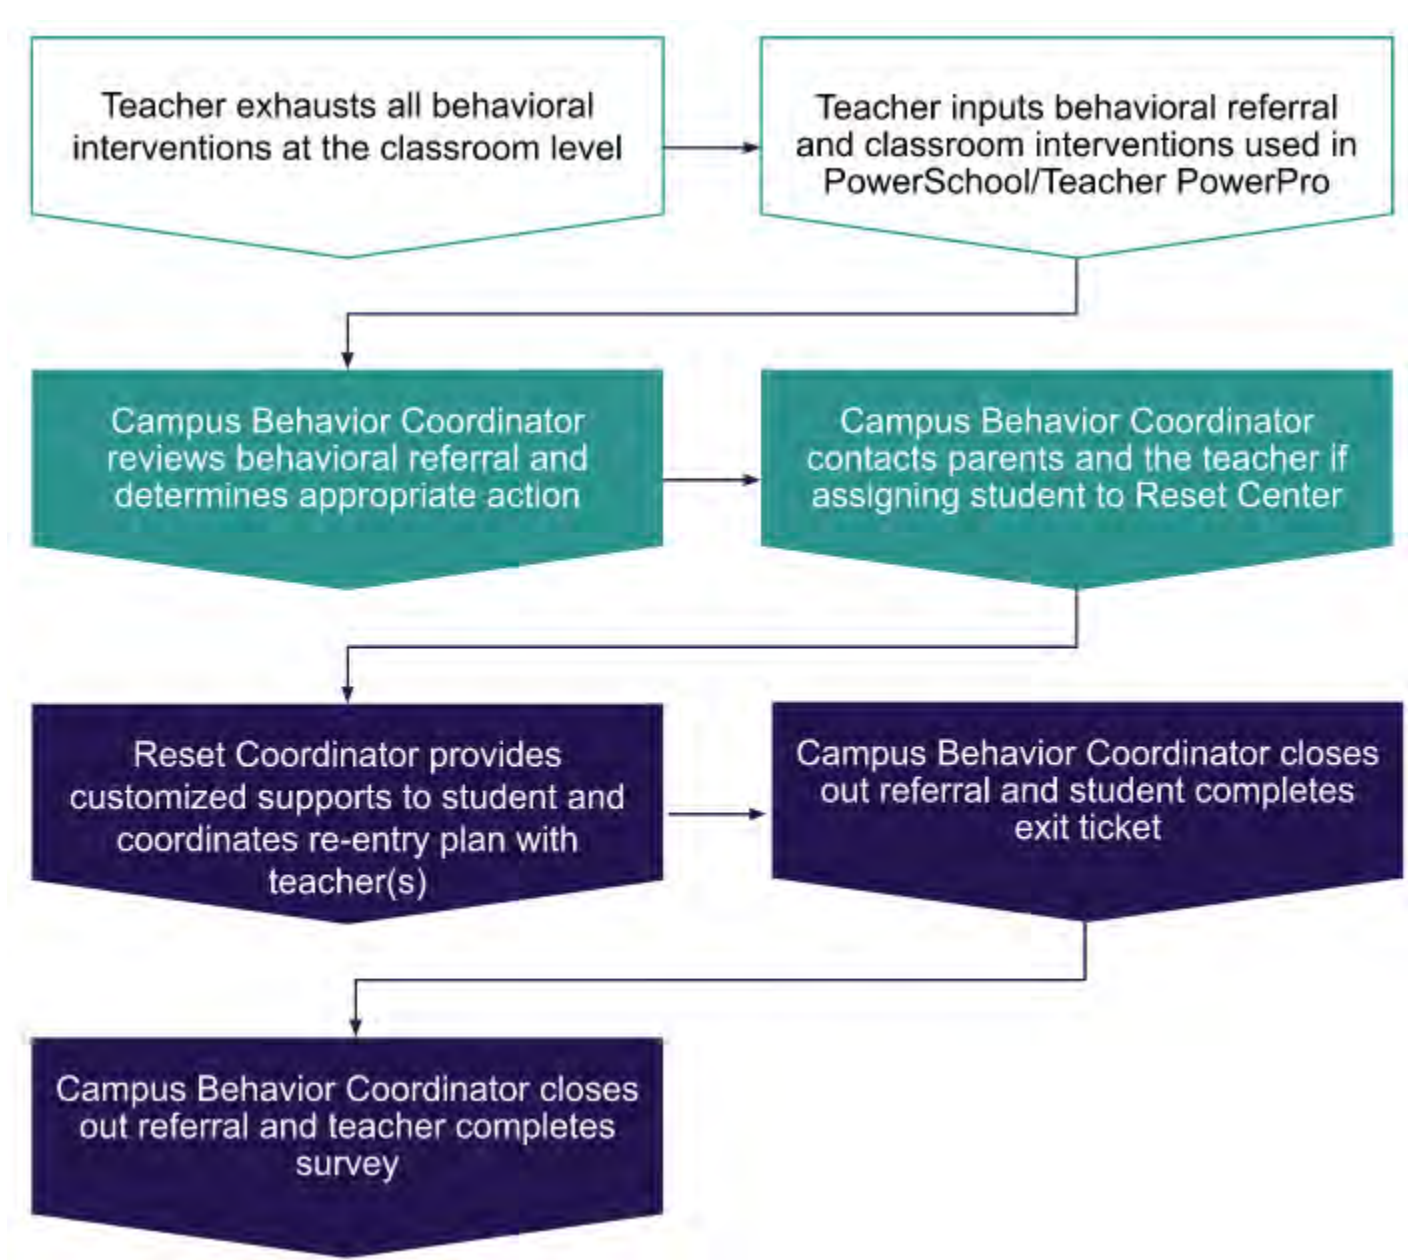 Teacher exhausts all behavioral
interventions at the classroom level
Teacher inputs behavioral referral
and classroom interventions used in
PowerSchool/Teacher PowerPro
Campus Behavior Coordinator
reviews behavioral referral and
determines appropriate action
Campus Behavior Coordinator
contacts parents and the teacher if
assigning student to Reset Center
Reset Coordinator provides
customized supports to student and
coordinates re-entry plan with
teacher(s)
Campus Behavior Coordinator closes
out referral and student completes
exit ticket
Campus Behavior Coordinator closes
out referral and teacher completes
survey